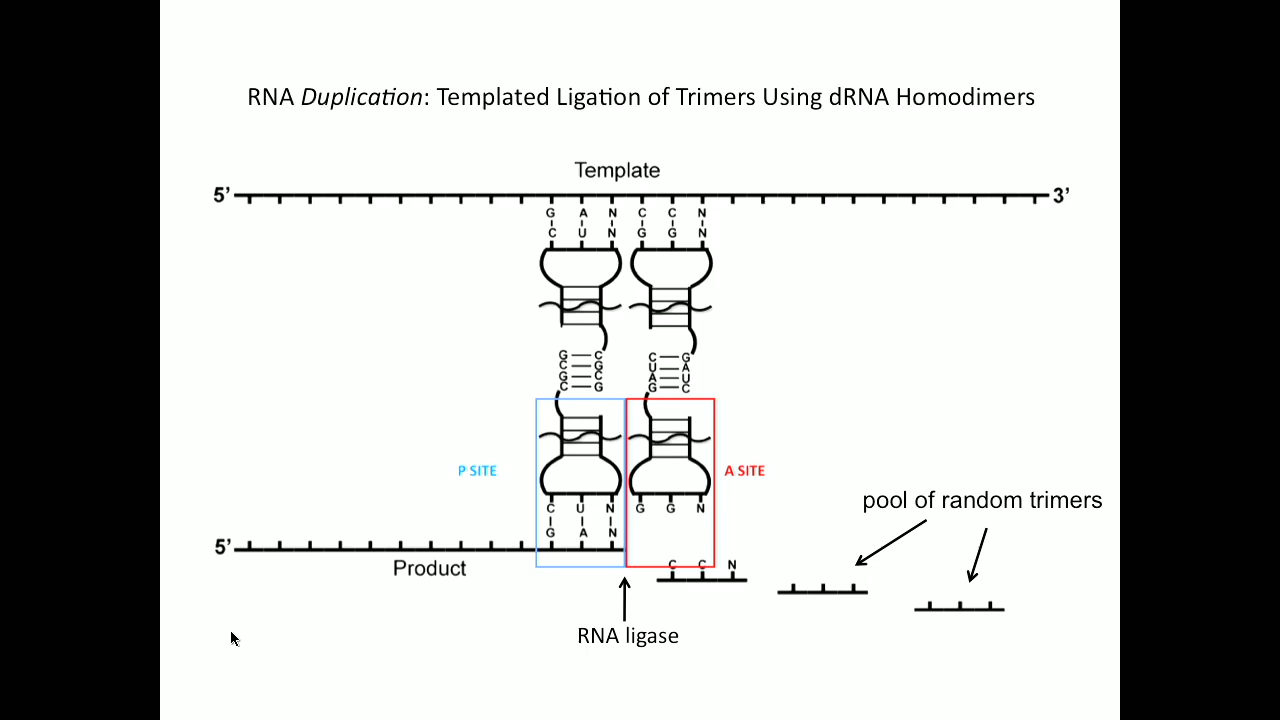 RNA Duplication: Templated Ligation of Trimers Using dRNA Homodimers
Template
5’ 3’
G A N C C N
C U N G G N
G C C G
C G U A
G C A U
C G G C
P SITE A SITE
C U N G G N
G A N
pool of random trimers
5’
C C N
Product
RNA ligase